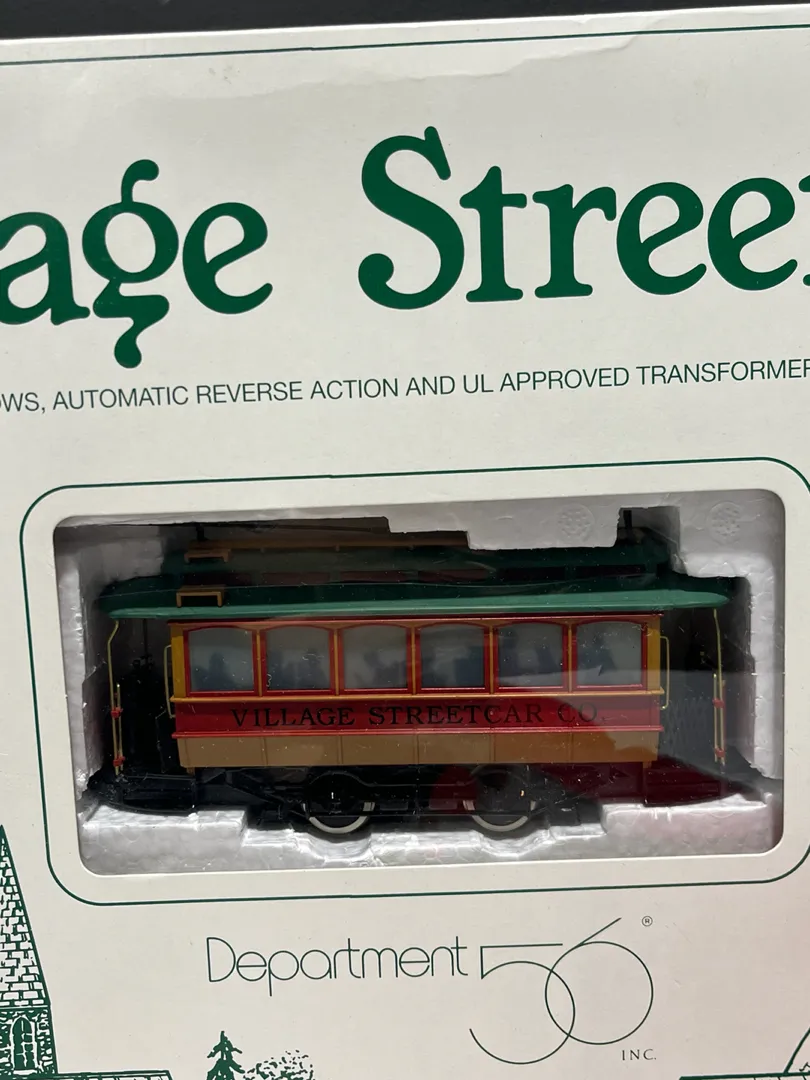 age Stree
OWS, AUTOMATIC REVERSE ACTION AND UL APPROVED TRANSFORMER
VILLAGE STREETCAR CO.
Department 56 ®
INC.